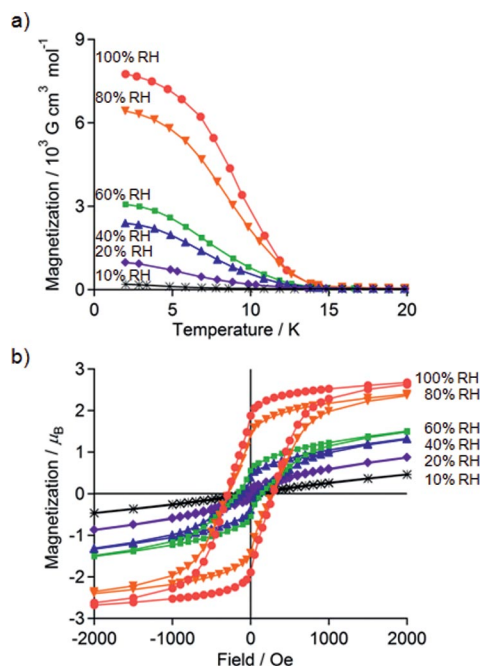 a)
100% RH
80% RH
60% RH
40% RH
20% RH
10% RH
Magnetization / 10³ G cm³ mol⁻¹
9
6
3
0
0 5 10 15 20
Temperature / K
b)
100% RH
80% RH
60% RH
40% RH
20% RH
10% RH
Magnetization / μB
3
2
1
0
-1
-2
-3
-2000 -1000 0 1000 2000
Field / Oe